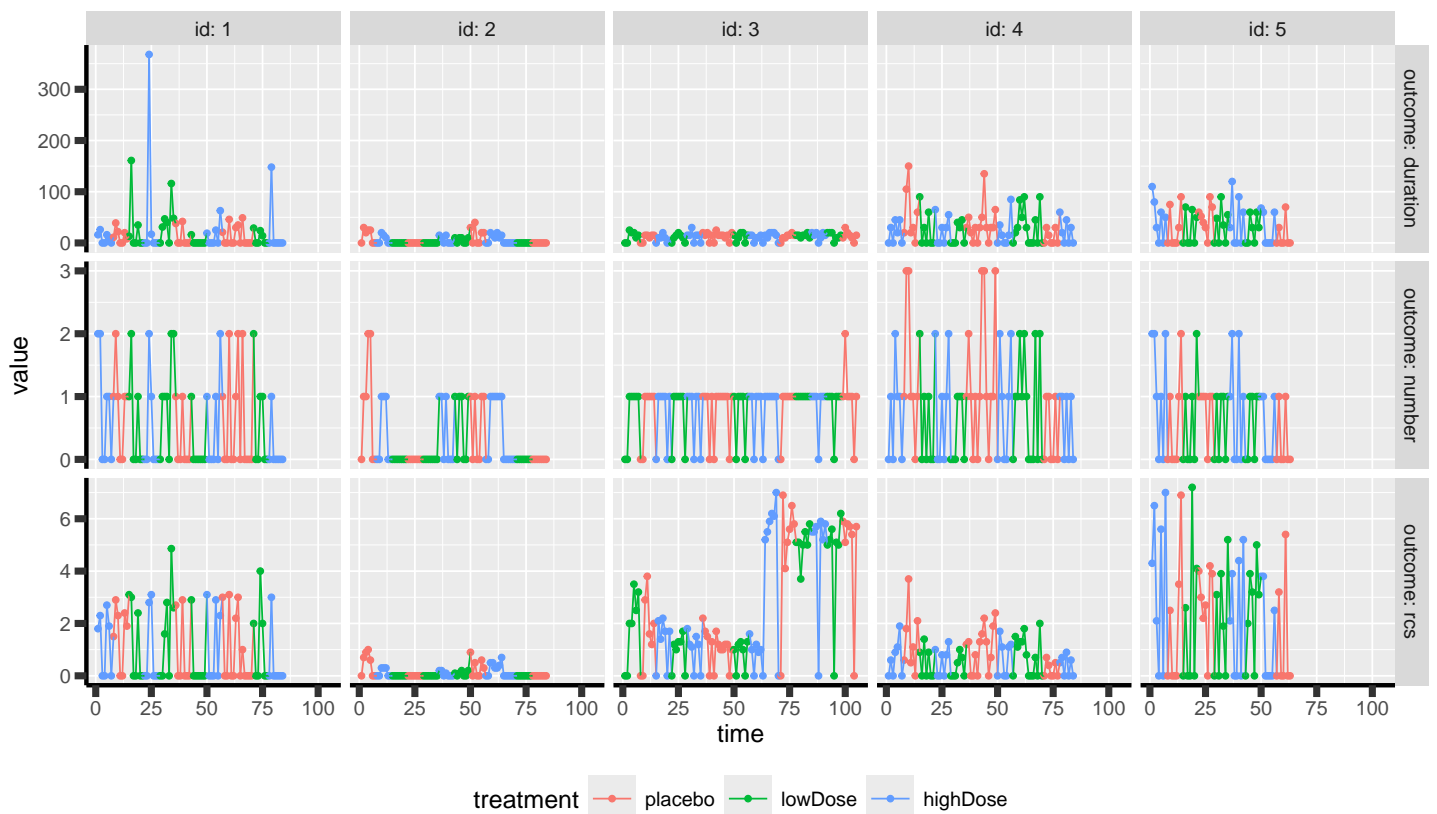 id: 1 id: 2 id: 3 id: 4 id: 5
300
200
100
0
outcome: duration
3
2
1
0
outcome: number
6
4
2
0
outcome: rcs
value
0 25 50 75 100 0 25 50 75 100 0 25 50 75 100 0 25 50 75 100 0 25 50 75 100
time
treatment placebo lowDose highDose